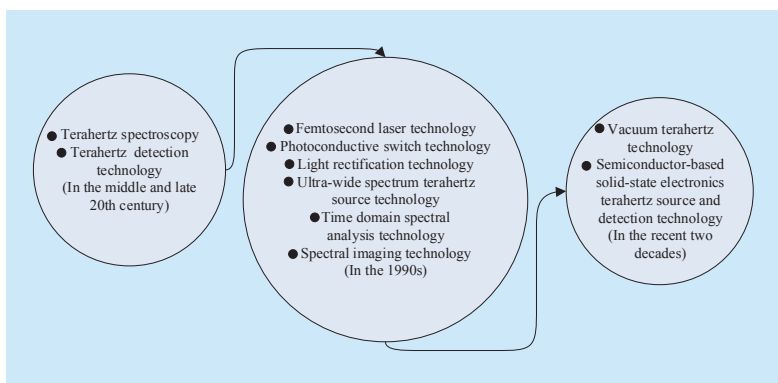 ● Terahertz spectroscopy
● Terahertz detection
technology
(In the middle and late
20th century)
● Femtosecond laser technology
● Photoconductive switch technology
● Light rectification technology
● Ultra-wide spectrum terahertz
source technology
● Time domain spectral
analysis technology
● Spectral imaging technology
(In the 1990s)
● Vacuum terahertz
technology
● Semiconductor-based
solid-state electronics
terahertz source and
detection technology
(In the recent two
decades)